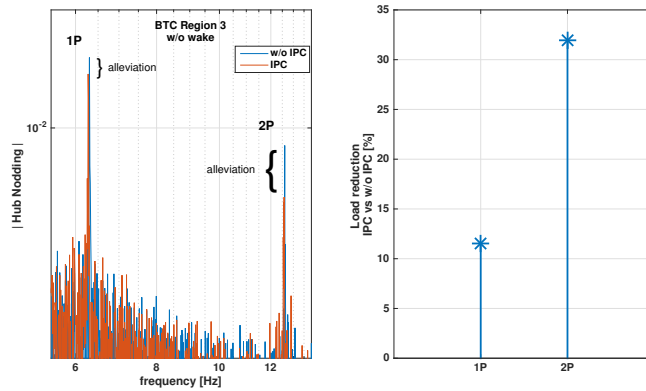 BTC Region 3
w/o wake
1P
w/o IPC
IPC
alleviation
2P
alleviation
10-2
| Hub Nodding |
6
8
10
12
frequency [Hz]
35
30
25
20
15
10
5
0
Load reduction
IPC vs w/o IPC [%]
1P
2P